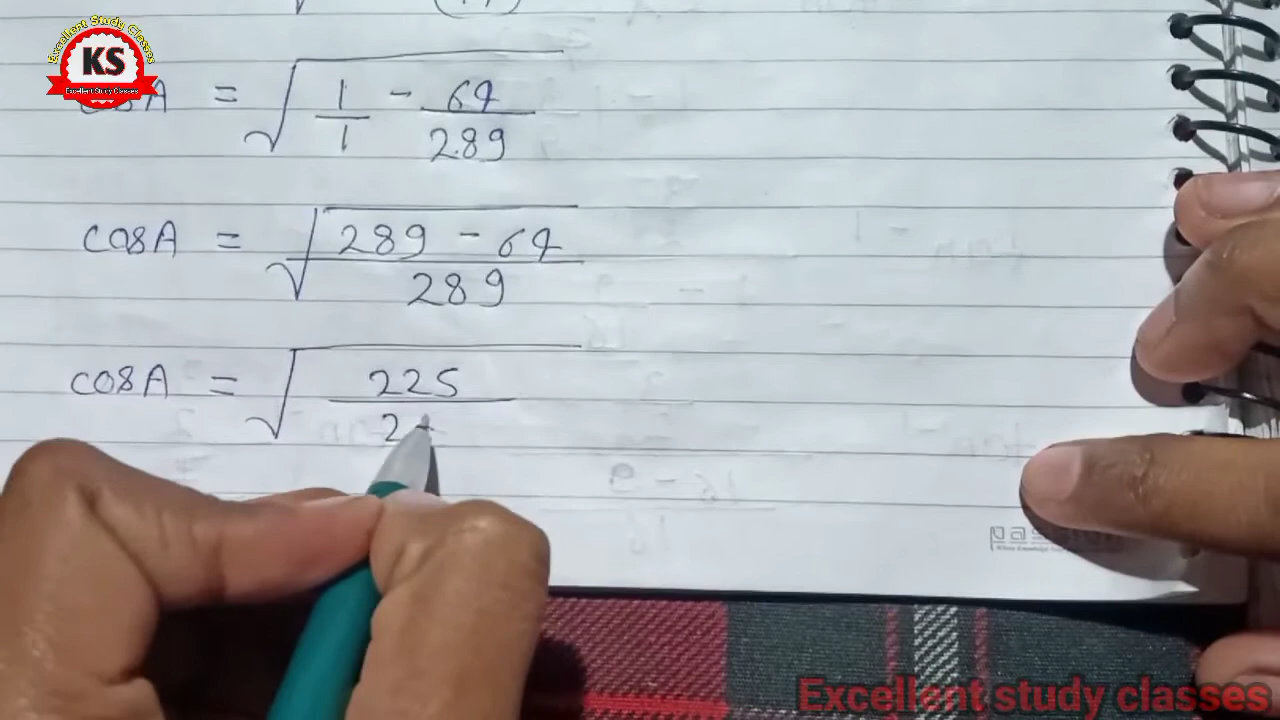 Excellent Study Classes
KS
Excellent Study Classes
cosA = √ 1/1 - 64/289
cosA = √ 289 - 64 / 289
cosA = √ 225 / 2
Excellent study classes